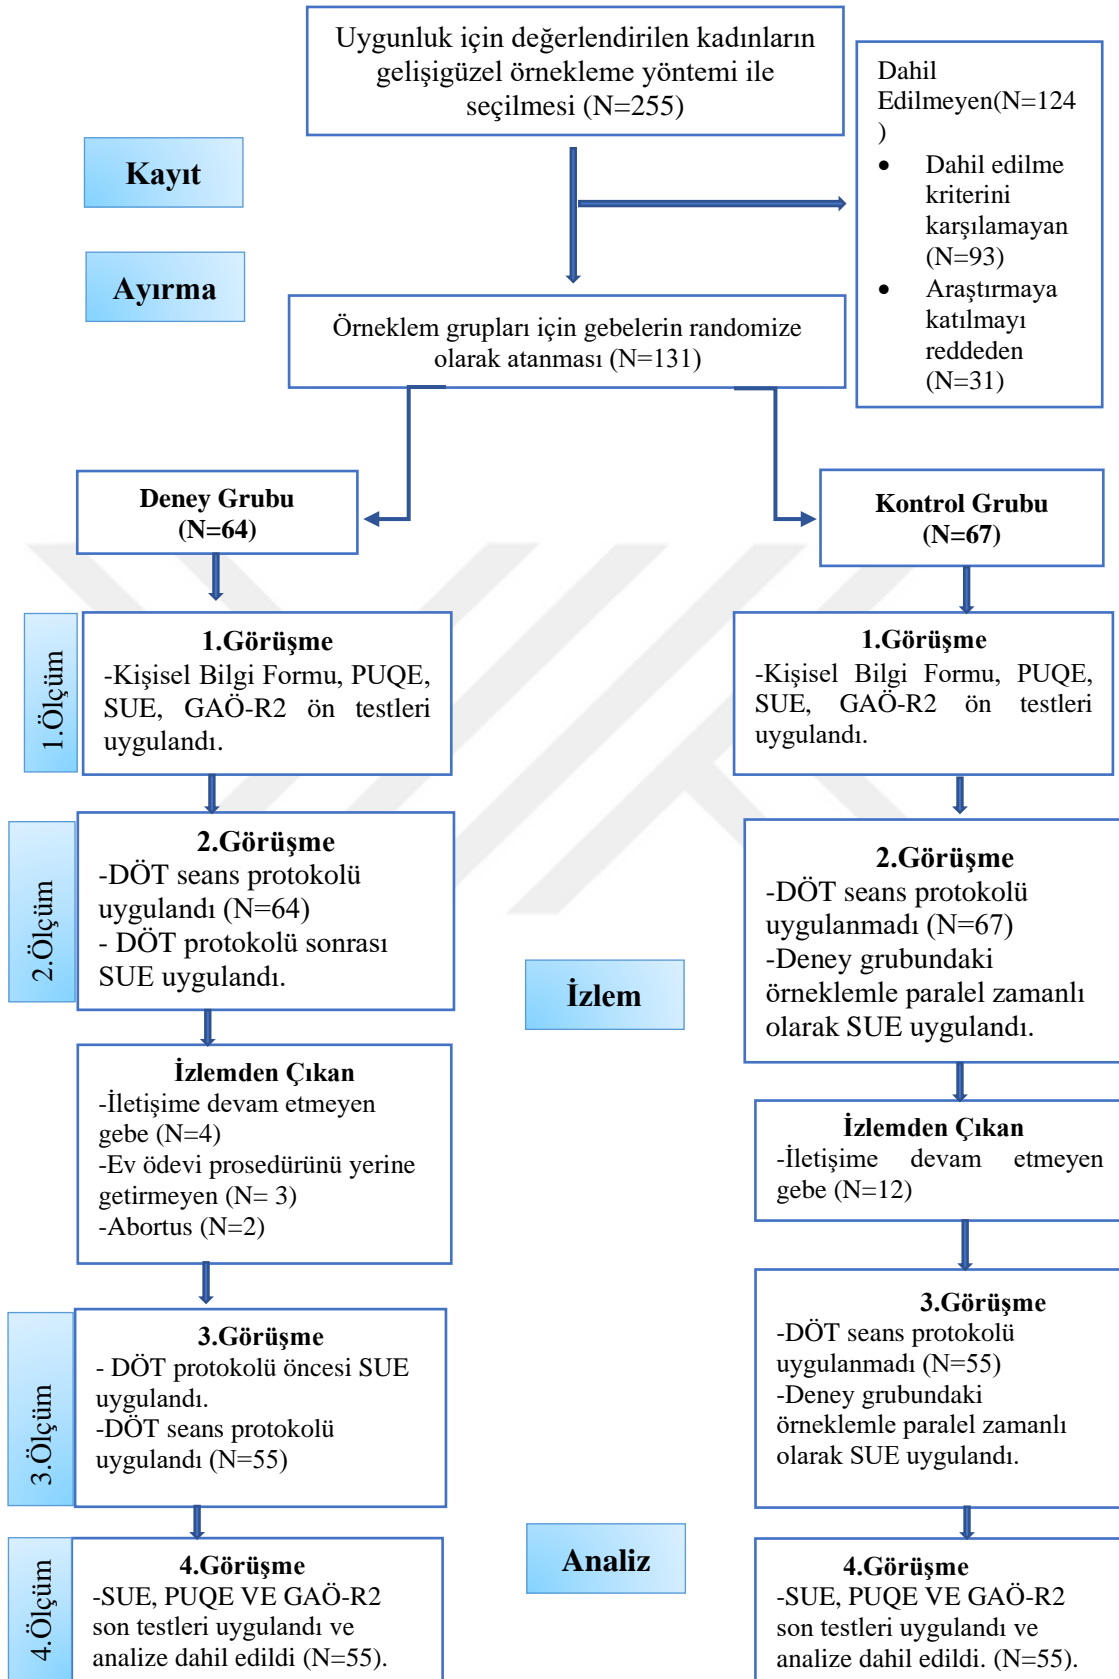 Uygunluk için değerlendirilen kadınların
gelişigüzel örnekleme yöntemi ile
seçilmesi (N=255)
Dahil
Edilmeyen(N=124
)
• Dahil edilme
kriterini
karşılamayan
(N=93)
• Araştırmaya
katılmayı
reddeden
(N=31)
Kayıt
Ayırma
Örneklem grupları için gebelerin randomize
olarak atanması (N=131)
Deney Grubu
(N=64)
Kontrol Grubu
(N=67)
1.Ölçüm
1.Görüşme
-Kişisel Bilgi Formu, PUQE,
SUE, GAÖ-R2 ön testleri
uygulandı.
1.Görüşme
-Kişisel Bilgi Formu, PUQE,
SUE, GAÖ-R2 ön testleri
uygulandı.
2.Ölçüm
2.Görüşme
-DÖT seans protokolü
uygulandı (N=64)
- DÖT protokolü sonrası
SUE uygulandı.
İzlem
2.Görüşme
-DÖT seans protokolü
uygulanmadı (N=67)
-Deney grubundaki
örneklemle paralel zamanlı
olarak SUE uygulandı.
İzlemden Çıkan
-İletişime devam etmeyen
gebe (N=4)
-Ev ödevi prosedürünü yerine
getirmeyen (N= 3)
-Abortus (N=2)
İzlemden Çıkan
-İletişime devam etmeyen
gebe (N=12)
3.Ölçüm
3.Görüşme
- DÖT protokolü öncesi SUE
uygulandı.
-DÖT seans protokolü
uygulandı (N=55)
3.Görüşme
-DÖT seans protokolü
uygulanmadı (N=55)
-Deney grubundaki
örneklemle paralel zamanlı
olarak SUE uygulandı.
4.Ölçüm
4.Görüşme
-SUE, PUQE VE GAÖ-R2
son testleri uygulandı ve
analize dahil edildi (N=55).
Analiz
4.Görüşme
-SUE, PUQE VE GAÖ-R2
son testleri uygulandı ve
analize dahil edildi. (N=55).